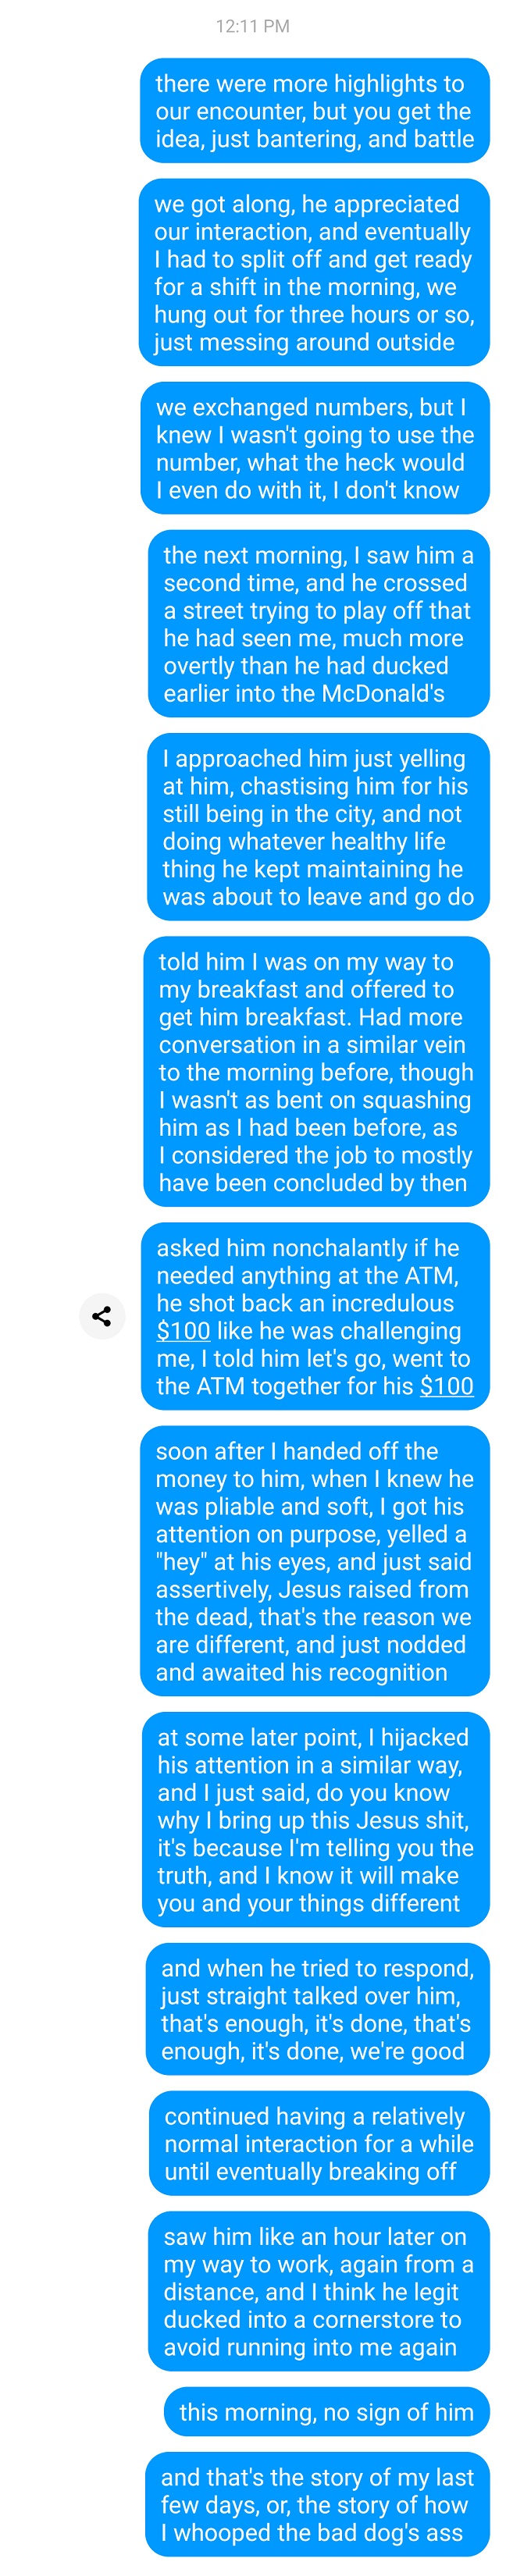 12:11 PM
there were more highlights to
our encounter, but you get the
idea, just bantering, and battle
we got along, he appreciated
our interaction, and eventually
I had to split off and get ready
for a shift in the morning, we
hung out for three hours or so,
just messing around outside
we exchanged numbers, but I
knew I wasn't going to use the
number, what the heck would
I even do with it, I don't know
the next morning, I saw him a
second time, and he crossed
a street trying to play off that
he had seen me, much more
overtly than he had ducked
earlier into the McDonald's
I approached him just yelling
at him, chastising him for his
still being in the city, and not
doing whatever healthy life
thing he kept maintaining he
was about to leave and go do
told him I was on my way to
my breakfast and offered to
get him breakfast. Had more
conversation in a similar vein
to the morning before, though
I wasn't as bent on squashing
him as I had been before, as
I considered the job to mostly
have been concluded by then
asked him nonchalantly if he
needed anything at the ATM,
he shot back an incredulous
$100 like he was challenging
me, I told him let's go, went to
the ATM together for his $100
soon after I handed off the
money to him, when I knew he
was pliable and soft, I got his
attention on purpose, yelled a
"hey" at his eyes, and just said
assertively, Jesus raised from
the dead, that's the reason we
are different, and just nodded
and awaited his recognition
at some later point, I hijacked
his attention in a similar way,
and I just said, do you know
why I bring up this Jesus shit,
it's because I'm telling you the
truth, and I know it will make
you and your things different
and when he tried to respond,
just straight talked over him,
that's enough, it's done, that's
enough, it's done, we're good
continued having a relatively
normal interaction for a while
until eventually breaking off
saw him like an hour later on
my way to work, again from a
distance, and I think he legit
ducked into a cornerstore to
avoid running into me again
this morning, no sign of him
and that's the story of my last
few days, or, the story of how
I whooped the bad dog's ass